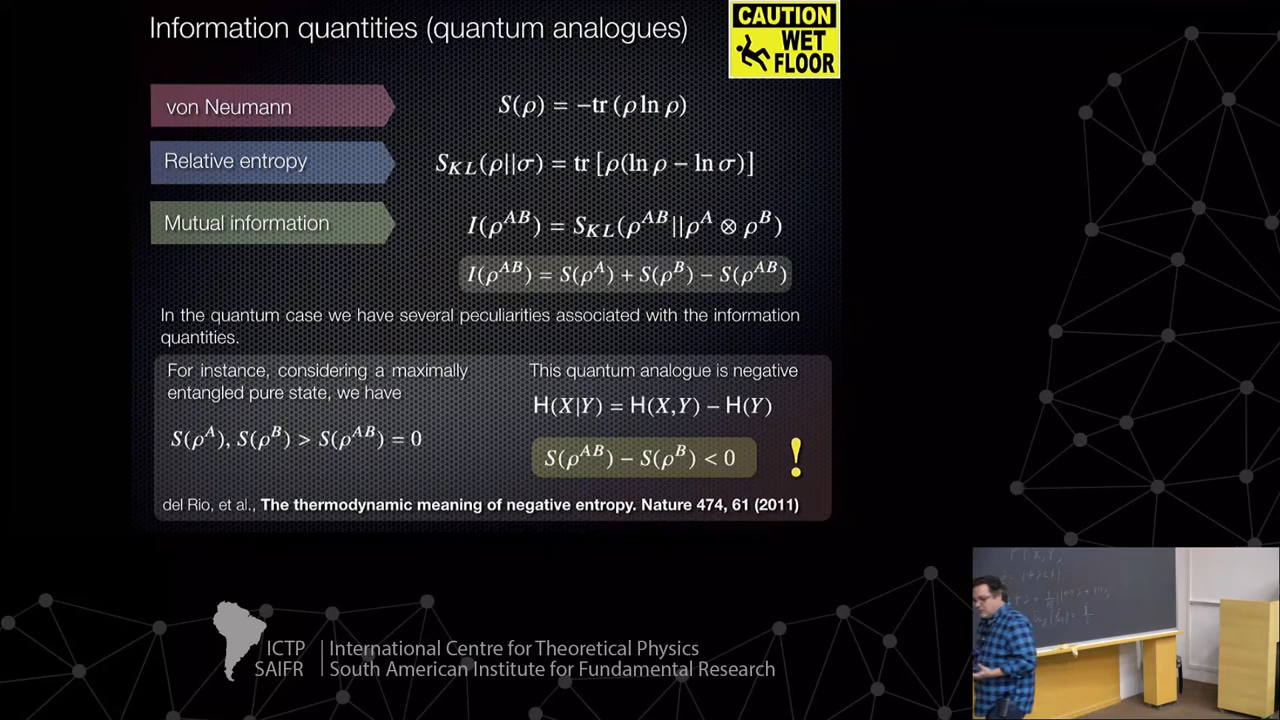 Information quantities (quantum analogues)
CAUTION
WET
FLOOR
von Neumann
S(ρ) = −tr (ρ ln ρ)
Relative entropy
S_{KL}(ρ||σ) = tr [ρ(ln ρ − ln σ)]
Mutual information
I(ρ^{AB}) = S_{KL}(ρ^{AB}||ρ^A ⊗ ρ^B)
I(ρ^{AB}) = S(ρ^A) + S(ρ^B) − S(ρ^{AB})
In the quantum case we have several peculiarities associated with the information
quantities.
For instance, considering a maximally
entangled pure state, we have
S(ρ^A), S(ρ^B) > S(ρ^{AB}) = 0
This quantum analogue is negative
H(X|Y) = H(X,Y) − H(Y)
S(ρ^{AB}) − S(ρ^B) < 0
!
del Rio, et al., The thermodynamic meaning of negative entropy. Nature 474, 61 (2011)
ICTP
SAIFR
International Centre for Theoretical Physics
South American Institute for Fundamental Research